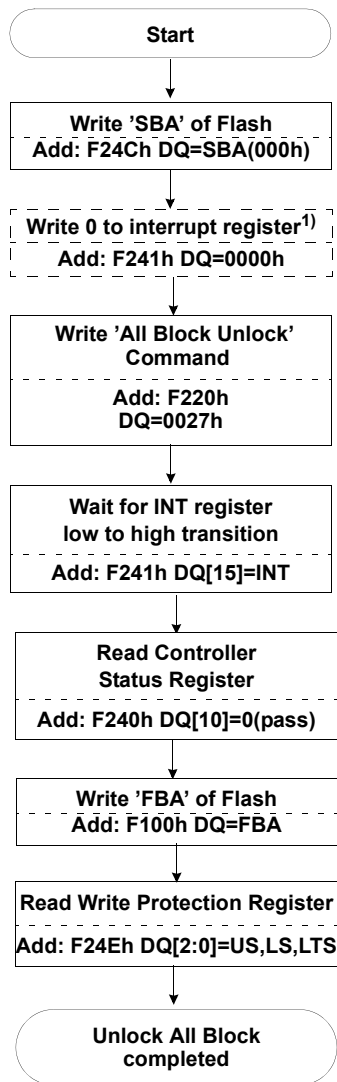 Start
Write ’SBA’ of Flash
Add: F24Ch DQ=SBA(000h)
Write 0 to interrupt register1)
Add: F241h DQ=0000h
Write ’All Block Unlock’
Command
Add: F220h
DQ=0027h
Wait for INT register
low to high transition
Add: F241h DQ[15]=INT
Read Controller
Status Register
Add: F240h DQ[10]=0(pass)
Write ’FBA’ of Flash
Add: F100h DQ=FBA
Read Write Protection Register
Add: F24Eh DQ[2:0]=US,LS,LTS
Unlock All Block
completed